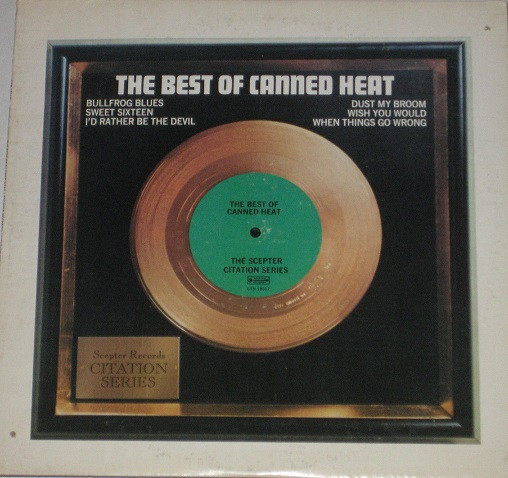 THE BEST OF CANNED HEAT
BULLFROG BLUES
SWEET SIXTEEN
I'D RATHER BE THE DEVIL
DUST MY BROOM
WISH YOU WOULD
WHEN THINGS GO WRONG
THE BEST OF
CANNED HEAT
THE SCEPTER
CITATION SERIES
Scepter Records
CITATION
SERIES